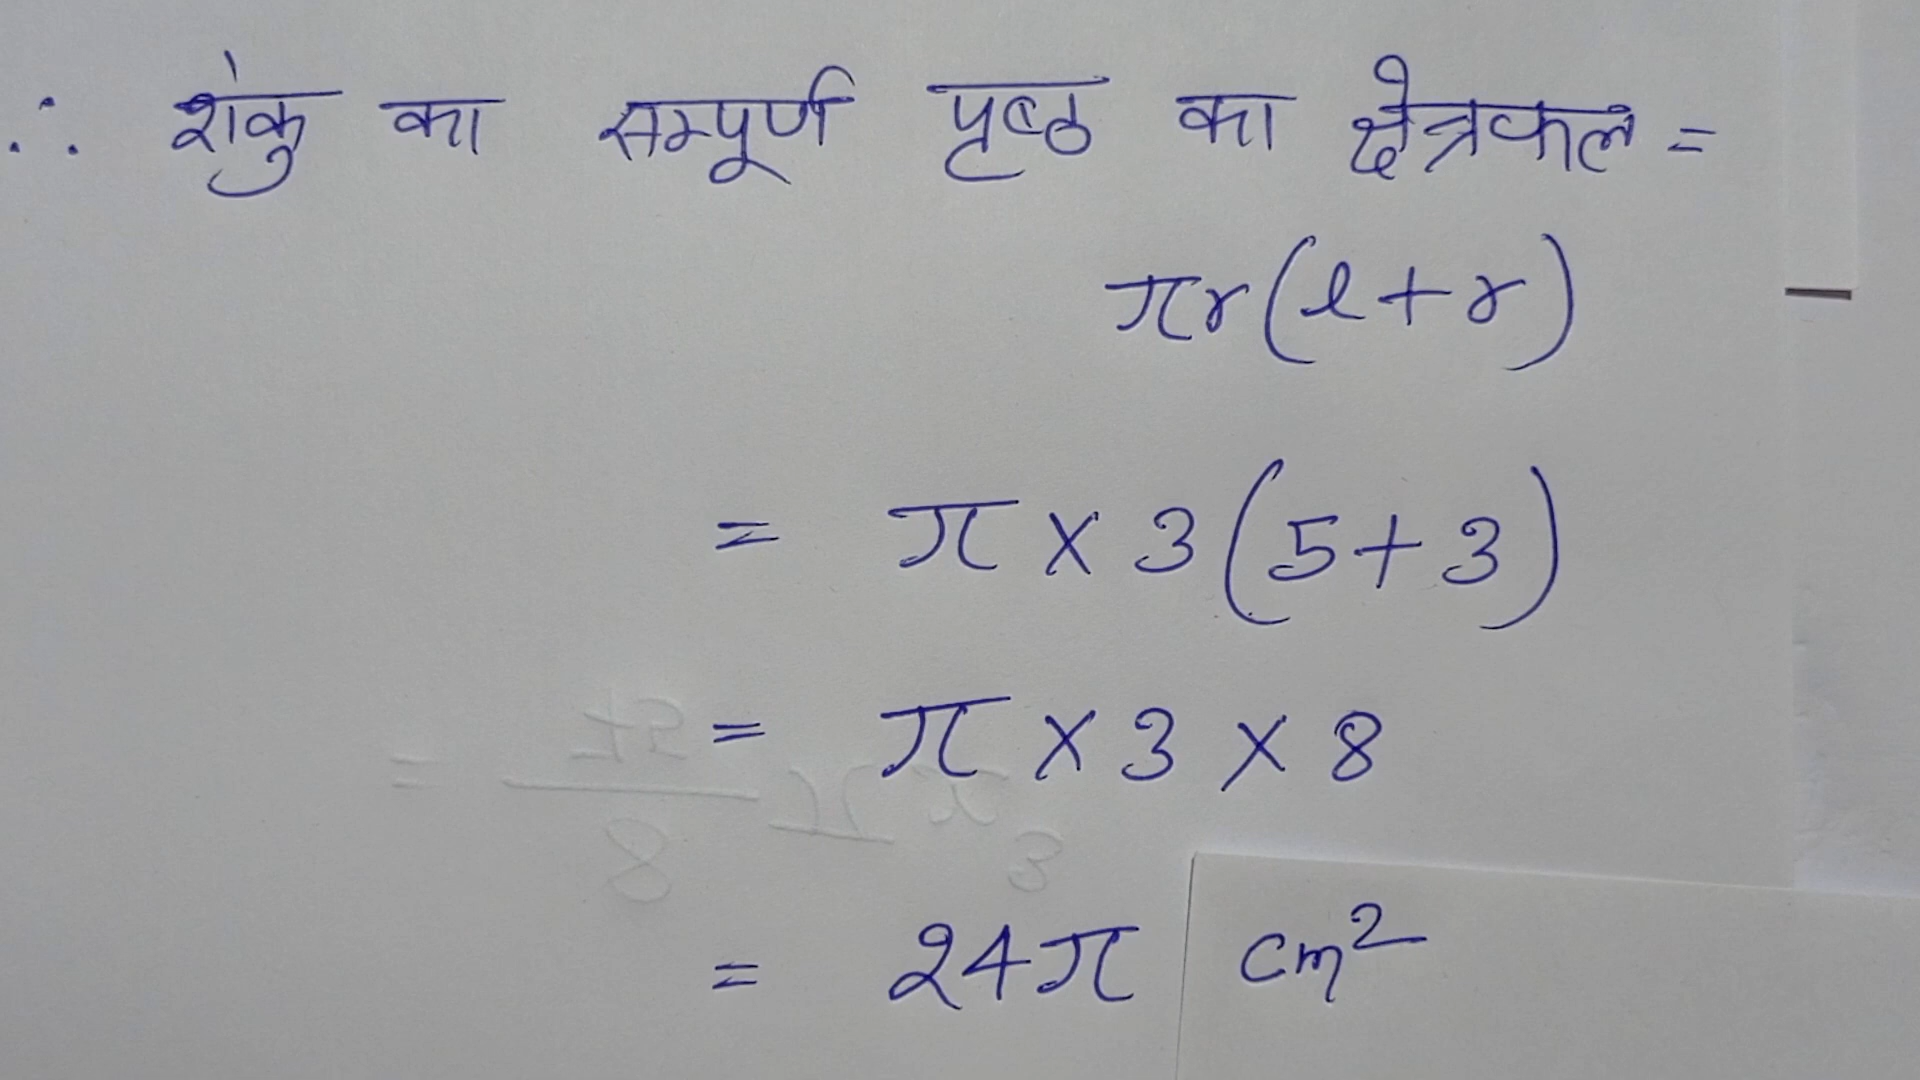 ∴ शंकु का सम्पूर्ण पृष्ठ का क्षेत्रफल =
πr(l+r)
= π × 3(5+3)
= π × 3 × 8
= 24π cm²